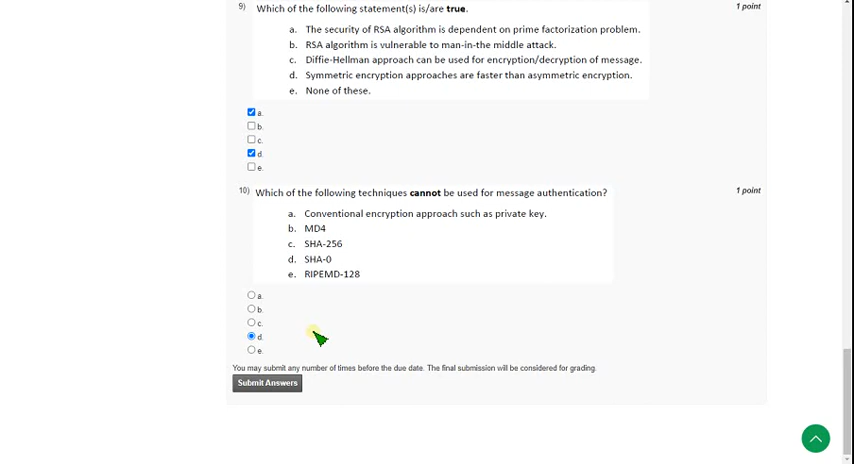 9) Which of the following statement(s) is/are true. 1 point
a. The security of RSA algorithm is dependent on prime factorization problem.
b. RSA algorithm is vulnerable to man-in-the middle attack.
c. Diffie-Hellman approach can be used for encryption/decryption of message.
d. Symmetric encryption approaches are faster than asymmetric encryption.
e. None of these.
a.
b.
c.
d.
e.
10) Which of the following techniques cannot be used for message authentication? 1 point
a. Conventional encryption approach such as private key.
b. MD4
c. SHA-256
d. SHA-0
e. RIPEMD-128
a.
b.
c.
d.
e.
You may submit any number of times before the due date. The final submission will be considered for grading.
Submit Answers